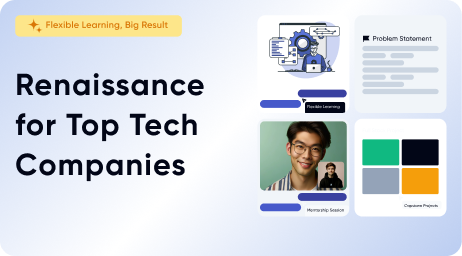 Flexible Learning, Big Result
Renaissance
for Top Tech
Companies
Problem Statement
Flexible Learning
Mentorship Session
Capstone Projects